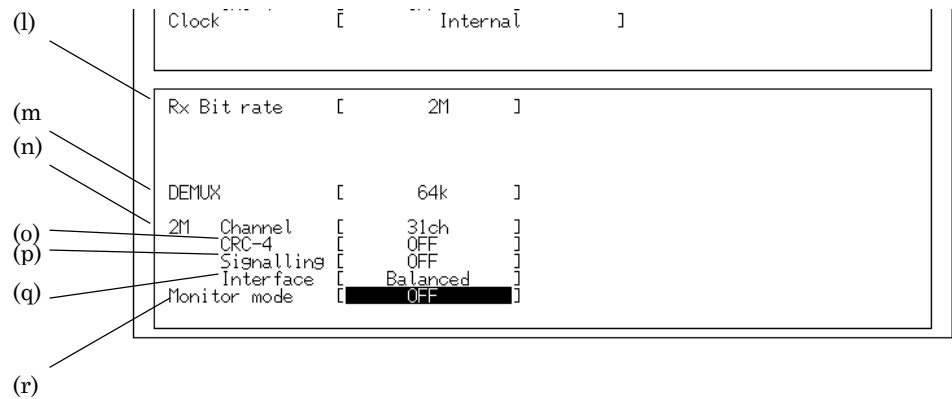 (l)
Clock [ Internal ]
Rx Bit rate [ 2M ]
(m
(n)
DEMUX [ 64k ]
2M Channel [ 31ch ]
(o)
CRC-4 [ OFF ]
(p)
Signalling [ OFF ]
(q)
Interface [ Balanced ]
Monitor mode [ OFF ]
(r)